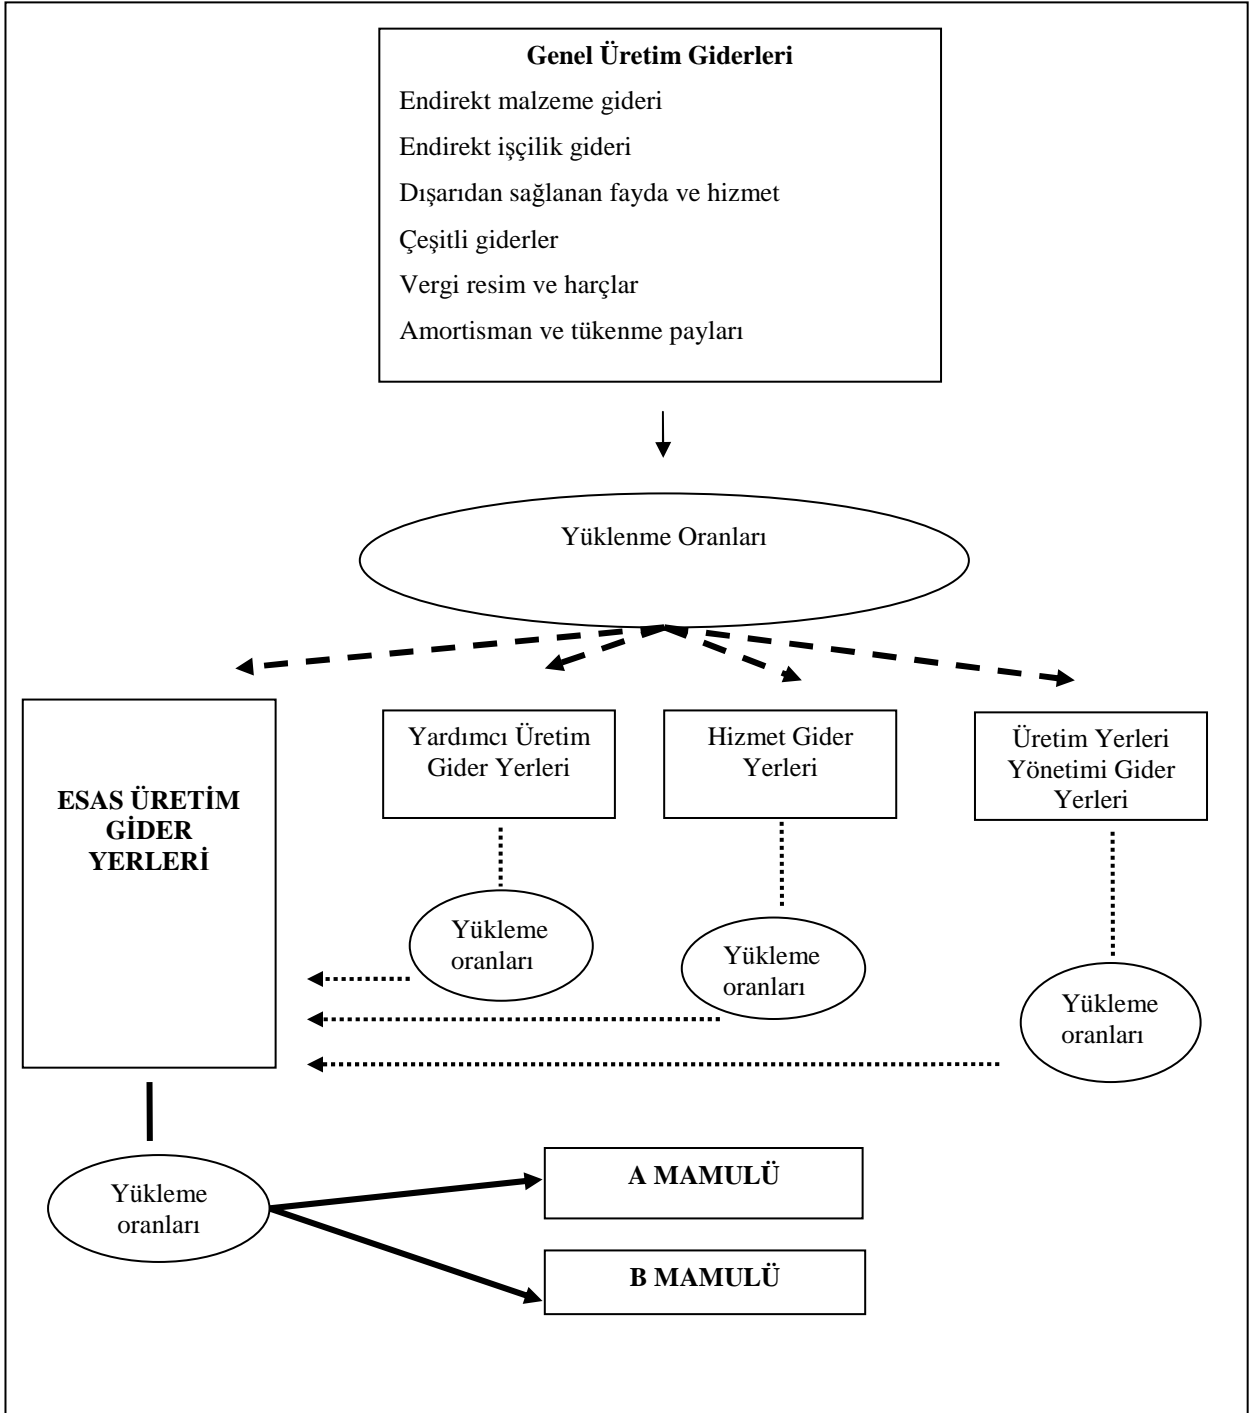 Genel Üretim Giderleri
Endirekt malzeme gideri
Endirekt işçilik gideri
Dışarıdan sağlanan fayda ve hizmet
Çeşitli giderler
Vergi resim ve harçlar
Amortisman ve tükenme payları
Yüklenme Oranları
ESAS ÜRETİM
GİDER
YERLERİ
Yardımcı Üretim
Gider Yerleri
Hizmet Gider
Yerleri
Üretim Yerleri
Yönetimi Gider
Yerleri
Yükleme
oranları
Yükleme
oranları
Yükleme
oranları
Yükleme
oranları
A MAMULÜ
B MAMULÜ